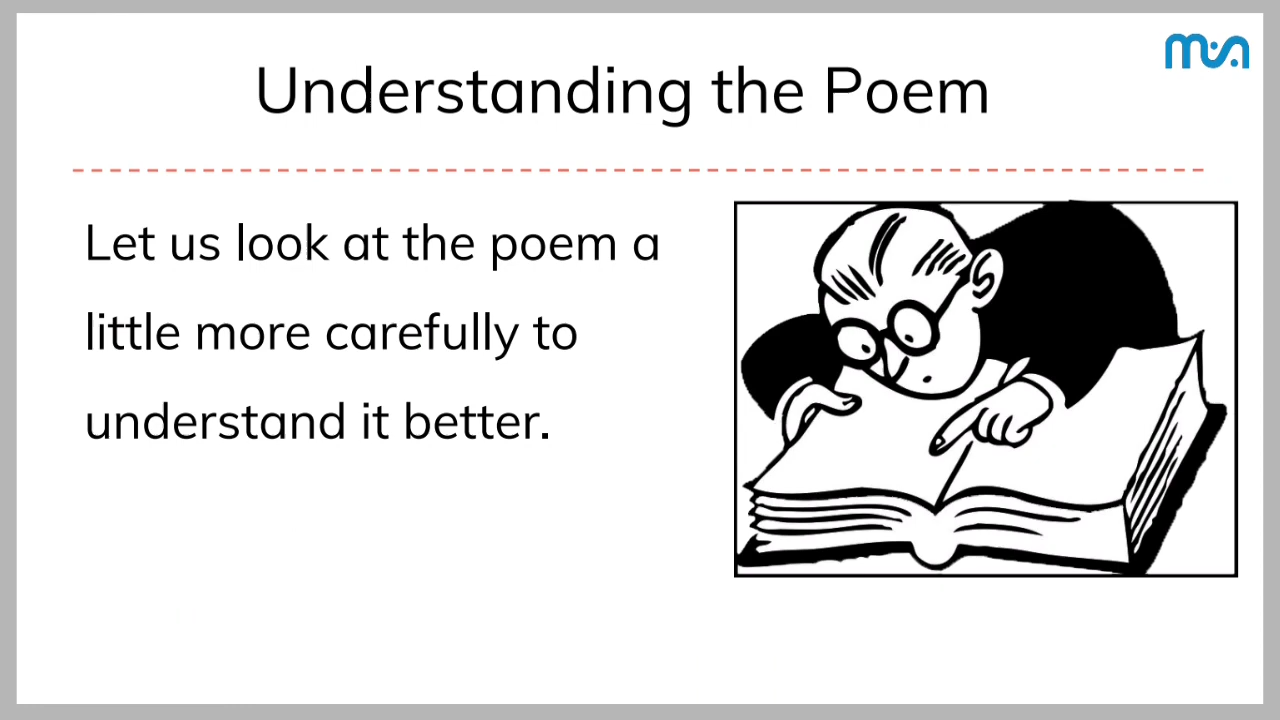 Understanding the Poem
Let us look at the poem a
little more carefully to
understand it better.